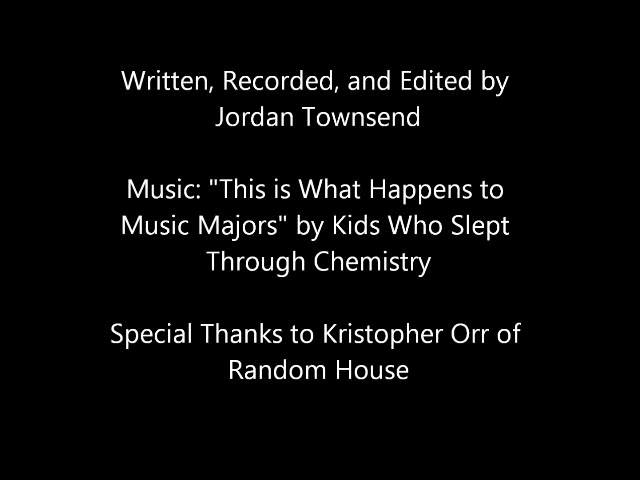 Written, Recorded, and Edited by
Jordan Townsend
Music: "This is What Happens to
Music Majors" by Kids Who Slept
Through Chemistry
Special Thanks to Kristopher Orr of
Random House